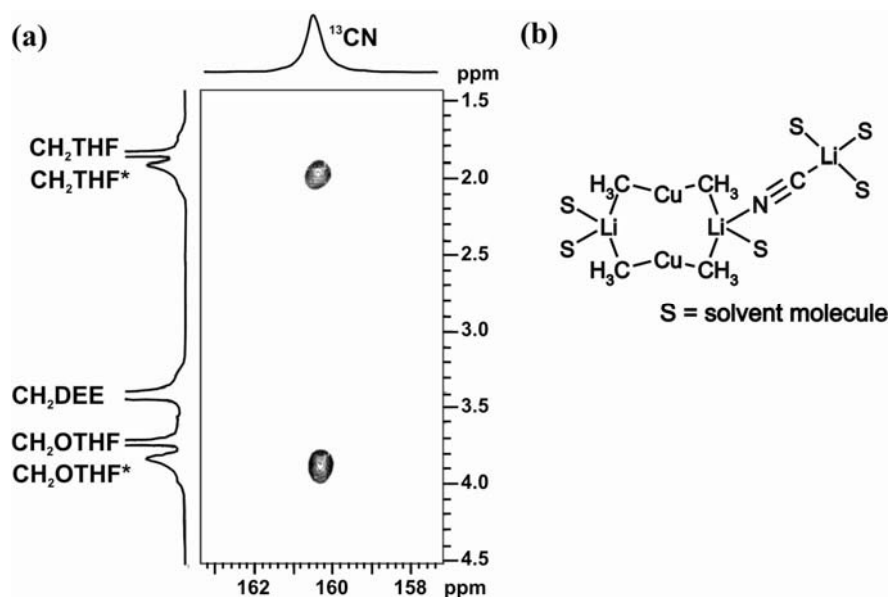 (a)
¹³CN
ppm
CH₂THF
CH₂THF*
CH₂DEE
CH₂OTHF
CH₂OTHF*
1.5
2.0
2.5
3.0
3.5
4.0
4.5
162 160 158 ppm
(b)
S S
Li
S
H₃C Cu CH₃ N C
S
Li Li
S S
H₃C Cu CH₃
S = solvent molecule